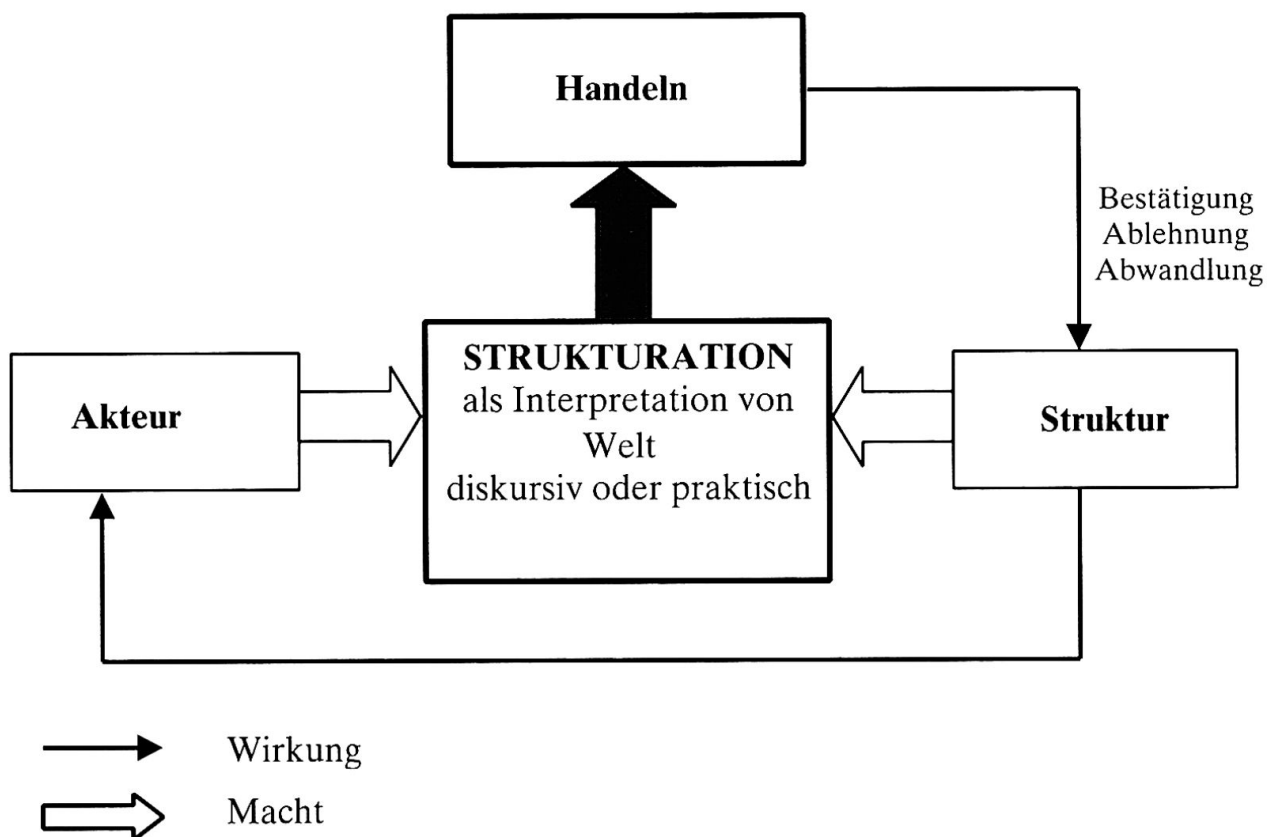 Handeln
Bestätigung
Ablehnung
Abwandlung
STRUKTURATION
als Interpretation von
Welt
diskursiv oder praktisch
Akteur
Struktur
Wirkung
Macht